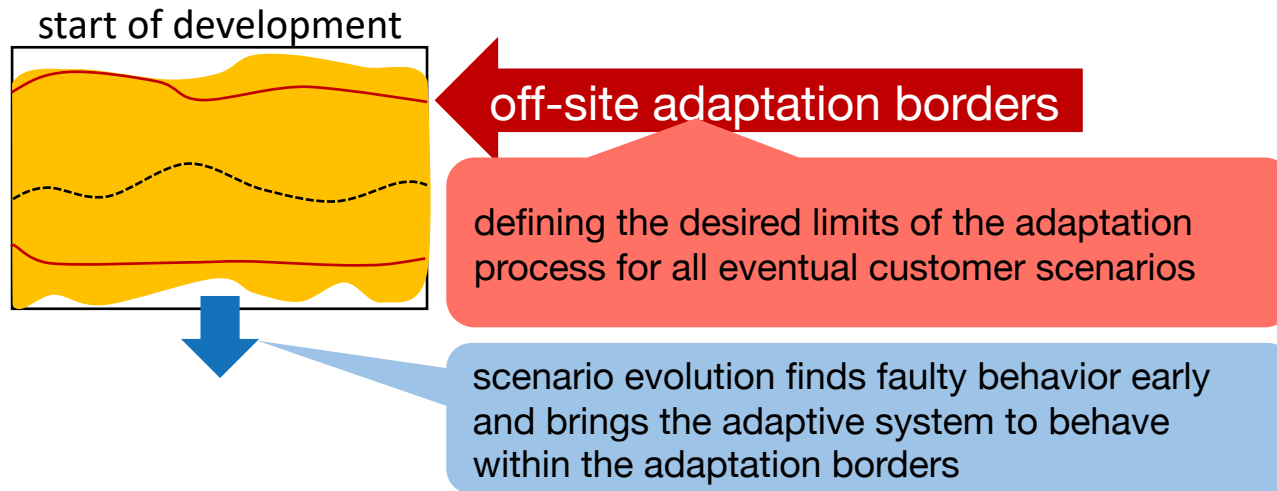 start of development
off-site adaptation borders
defining the desired limits of the adaptation
process for all eventual customer scenarios
scenario evolution finds faulty behavior early
and brings the adaptive system to behave
within the adaptation borders